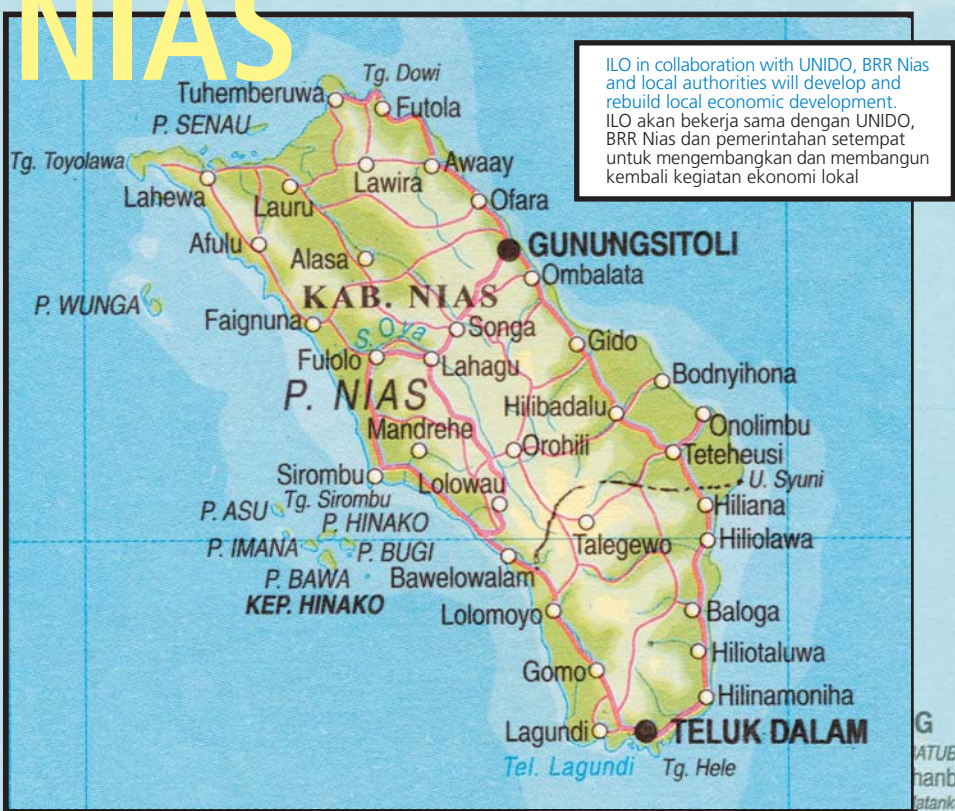 NIAS
ILO in collaboration with UNIDO, BRR Nias
and local authorities will develop and
rebuild local economic development.
ILO akan bekerja sama dengan UNIDO,
BRR Nias dan pemerintahan setempat
untuk mengembangkan dan membangun
kembali kegiatan ekonomi lokal
Tg. Dowi
Tuhemberuwa
Futola
P. SENAU
Tg. Toyolawa
Lahewa
Lauru
Lawira
Awaay
Ofara
Afulu
Alasa
GUNUNGSITOLI
Ombalata
P. WUNGA
KAB. NIAS
Faignuna
S. Oya
Songa
Gido
Fulolo
Lahagu
P. NIAS
Bodnyihona
Hilibadalu
Onolimbu
Mandrehe
Orohili
Teteheusi
Sirombu
Lolowau
U. Syuni
Tg. Sirombu
P. ASU
P. HINAKO
Hiliana
P. IMANA
P. BUGI
Talegewo
Hiliolawa
P. BAWA
Bawelowalam
KEP. HINAKO
Lolomoyo
Baloga
Hiliotaluwa
Gomo
Hilinamoniha
Lagundi
TELUK DALAM
Tel. Lagundi
Tg. Hele
G